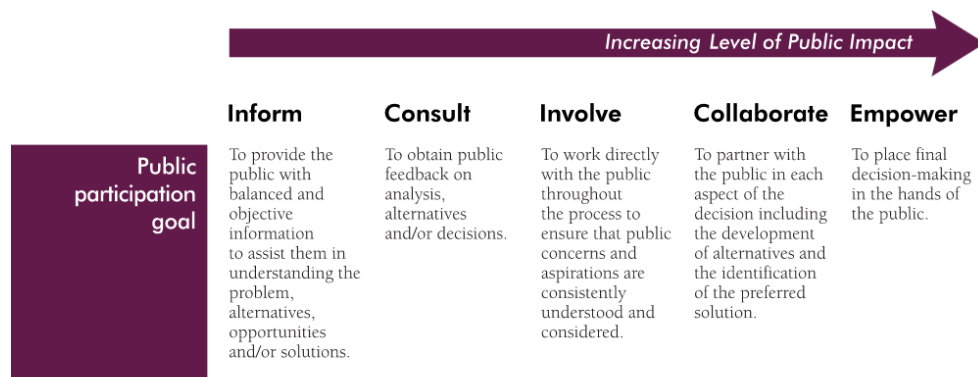 Increasing Level of Public Impact
Inform
Consult
Involve
Collaborate
Empower
Public
participation
goal
To provide the
public with
balanced and
objective
information
to assist them in
understanding the
problem,
alternatives,
opportunities
and/or solutions.
To obtain public
feedback on
analysis,
alternatives
and/or decisions.
To work directly
with the public
throughout
the process to
ensure that public
concerns and
aspirations are
consistently
understood and
considered.
To partner with
the public in each
aspect of the
decision including
the development
of alternatives and
the identification
of the preferred
solution.
To place final
decision-making
in the hands of
the public.